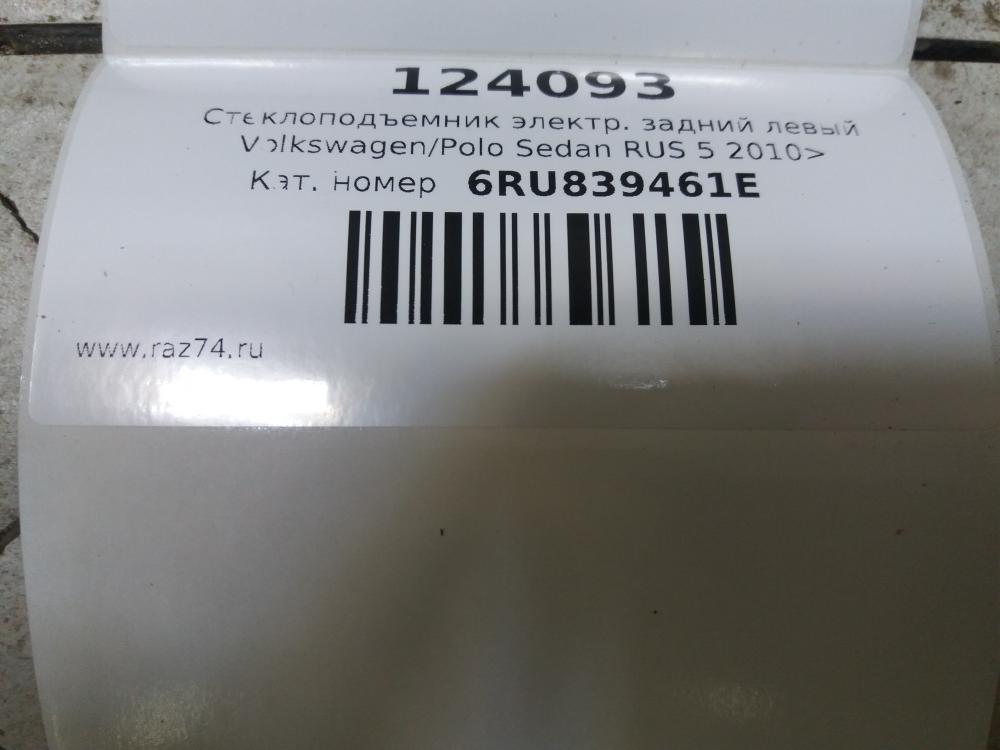 124093
Стеклоподъемник электр. задний левый
Volkswagen/Polo Sedan RUS 5 2010>
Кат. номер 6RU839461E
www.raz74.ru